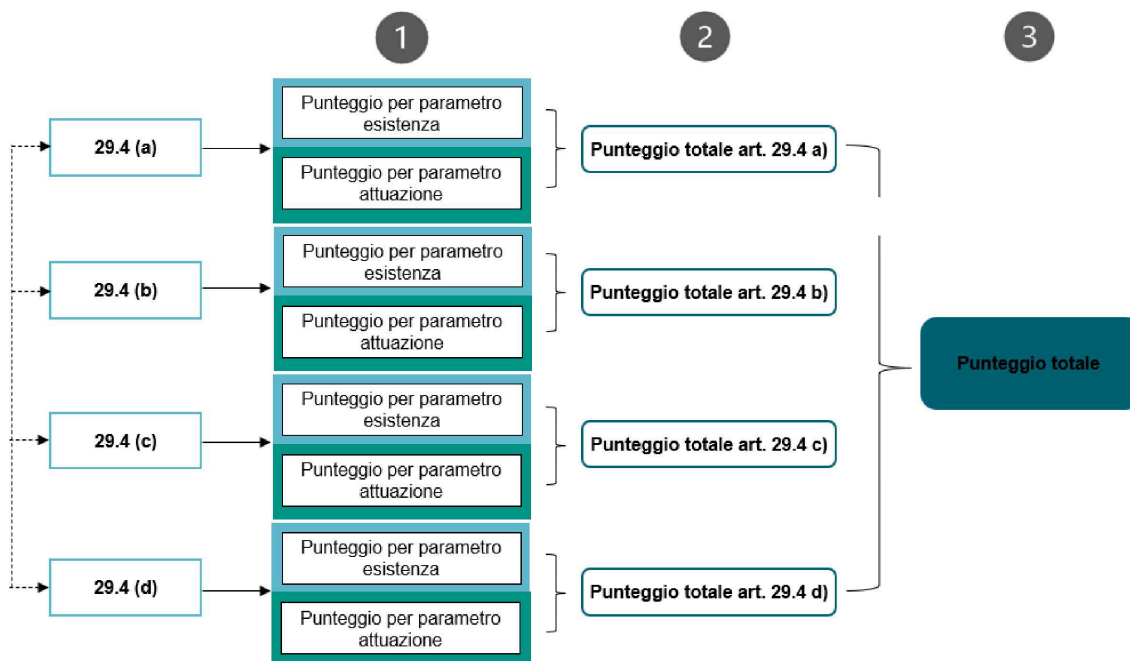 1
2
3
29.4 (a)
Punteggio per parametro
esistenza
Punteggio per parametro
attuazione
Punteggio totale art. 29.4 a)
29.4 (b)
Punteggio per parametro
esistenza
Punteggio per parametro
attuazione
Punteggio totale art. 29.4 b)
Punteggio totale
29.4 (c)
Punteggio per parametro
esistenza
Punteggio per parametro
attuazione
Punteggio totale art. 29.4 c)
29.4 (d)
Punteggio per parametro
esistenza
Punteggio per parametro
attuazione
Punteggio totale art. 29.4 d)